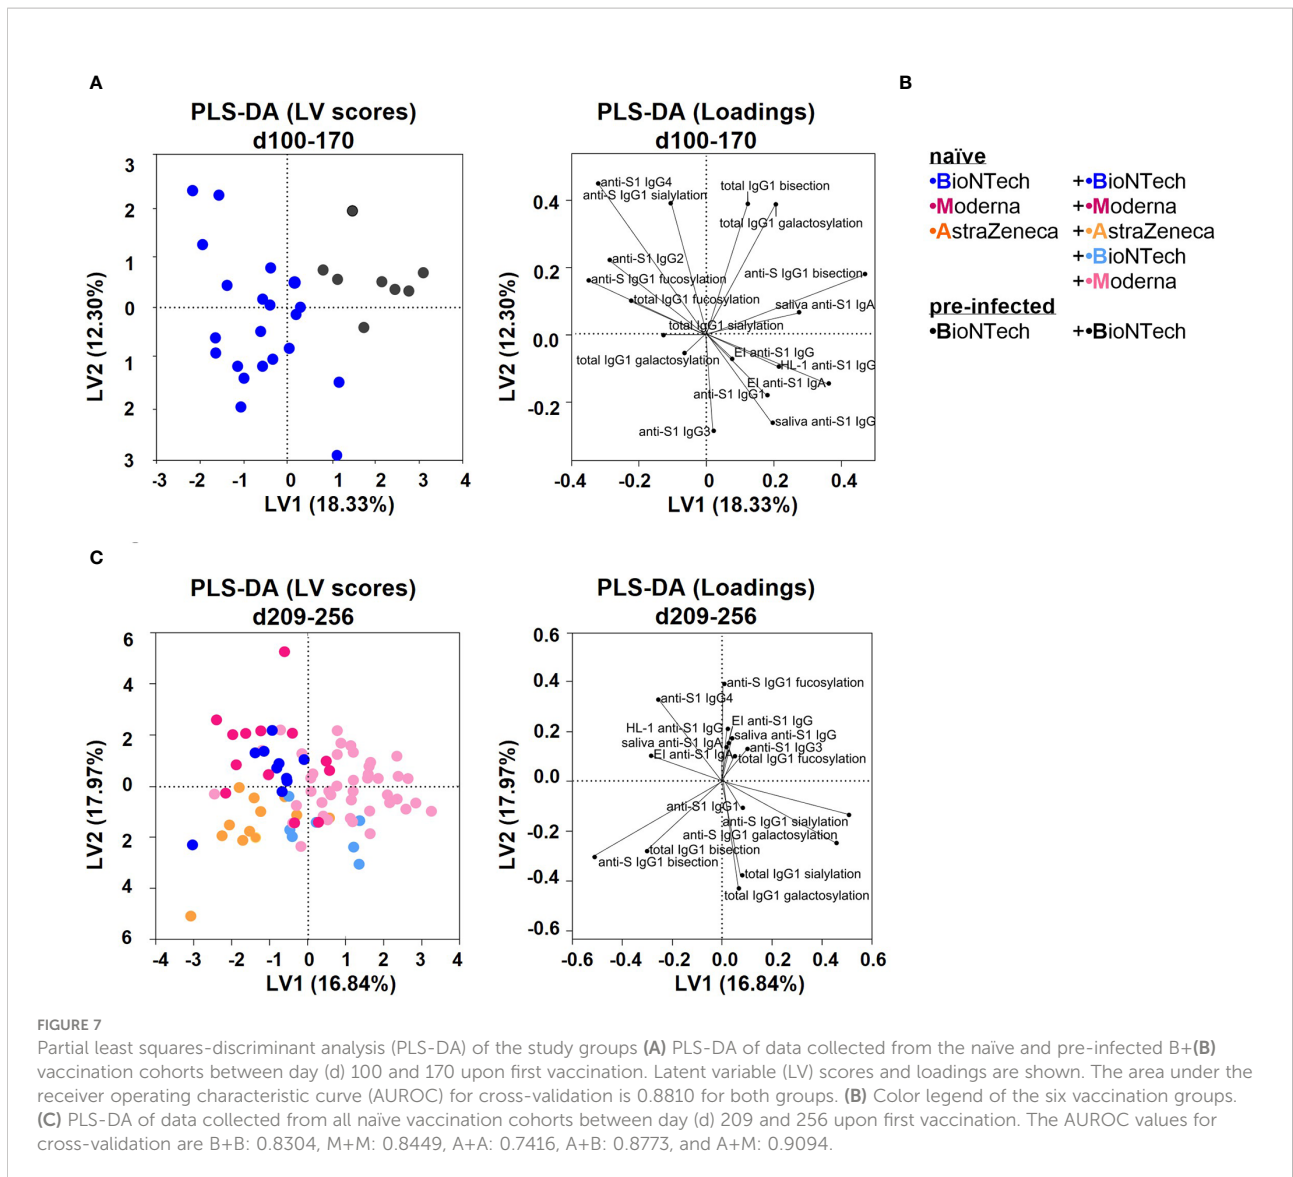 A
B
PLS-DA (LV scores)
d100-170
3
2
1
0
1
2
3
LV2 (12.30%)
-3 -2 -1 0 1 2 3 4
LV1 (18.33%)
PLS-DA (Loadings)
d100-170
0.4
0.2
0.0
-0.2
LV2 (12.30%)
anti-S1 IgG4
anti-S IgG1 sialylation
total IgG1 bisection
total IgG1 galactosylation
anti-S1 IgG2
anti-S IgG1 bisection
anti-S IgG1 fucosylation
total IgG1 fucosylation
saliva anti-S1 IgA
total IgG1 sialylation
total IgG1 galactosylation
EI anti-S1 IgG
HL-1 anti-S1 IgG
EI anti-S1 IgA
anti-S1 IgG1
saliva anti-S1 IgG
anti-S1 IgG3
-0.4 -0.2 0 0.2 0.4
LV1 (18.33%)
naïve
•BioNTech +•BioNTech
•Moderna +•Moderna
•AstraZeneca +•AstraZeneca
+•BioNTech
+•Moderna
pre-infected
•BioNTech +•BioNTech
C
PLS-DA (LV scores)
d209-256
6
4
2
0
2
4
6
LV2 (17.97%)
-4 -3 -2 -1 0 1 2 3 4
LV1 (16.84%)
PLS-DA (Loadings)
d209-256
0.6
0.4
0.2
0.0
-0.2
-0.4
-0.6
LV2 (17.97%)
anti-S IgG1 fucosylation
anti-S1 IgG4
EI anti-S1 IgG
HL-1 anti-S1 IgG
saliva anti-S1 IgG
saliva anti-S1 IgA
anti-S1 IgG3
EI anti-S1 IgA
total IgG1 fucosylation
anti-S1 IgG1
anti-S IgG1 sialylation
anti-S IgG1 galactosylation
total IgG1 bisection
anti-S IgG1 bisection
total IgG1 sialylation
total IgG1 galactosylation
-0.6 -0.4 -0.2 0.0 0.2 0.4 0.6
LV1 (16.84%)
FIGURE 7
Partial least squares-discriminant analysis (PLS-DA) of the study groups (A) PLS-DA of data collected from the naïve and pre-infected B+(B)
vaccination cohorts between day (d) 100 and 170 upon first vaccination. Latent variable (LV) scores and loadings are shown. The area under the
receiver operating characteristic curve (AUROC) for cross-validation is 0.8810 for both groups. (B) Color legend of the six vaccination groups.
(C) PLS-DA of data collected from all naïve vaccination cohorts between day (d) 209 and 256 upon first vaccination. The AUROC values for
cross-validation are B+B: 0.8304, M+M: 0.8449, A+A: 0.7416, A+B: 0.8773, and A+M: 0.9094.